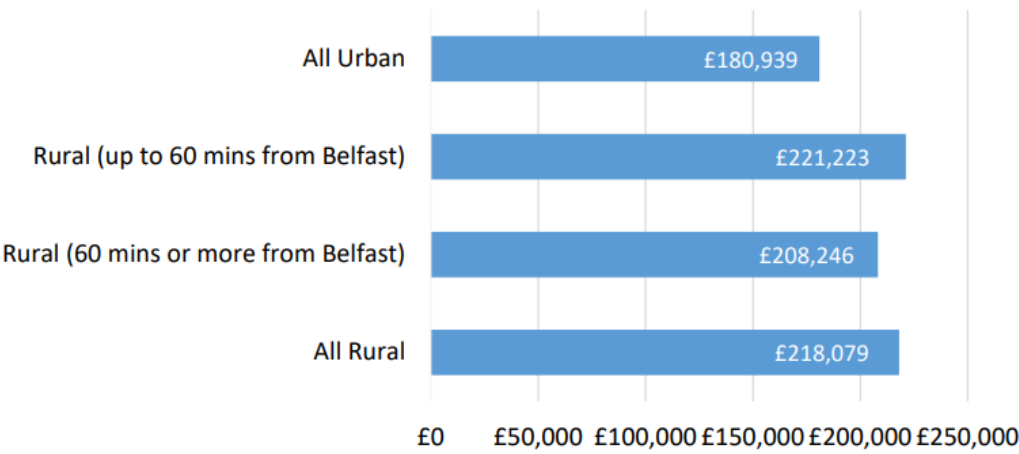 All Urban
£180,939
Rural (up to 60 mins from Belfast)
£221,223
Rural (60 mins or more from Belfast)
£208,246
All Rural
£218,079
£0 £50,000 £100,000 £150,000 £200,000 £250,000